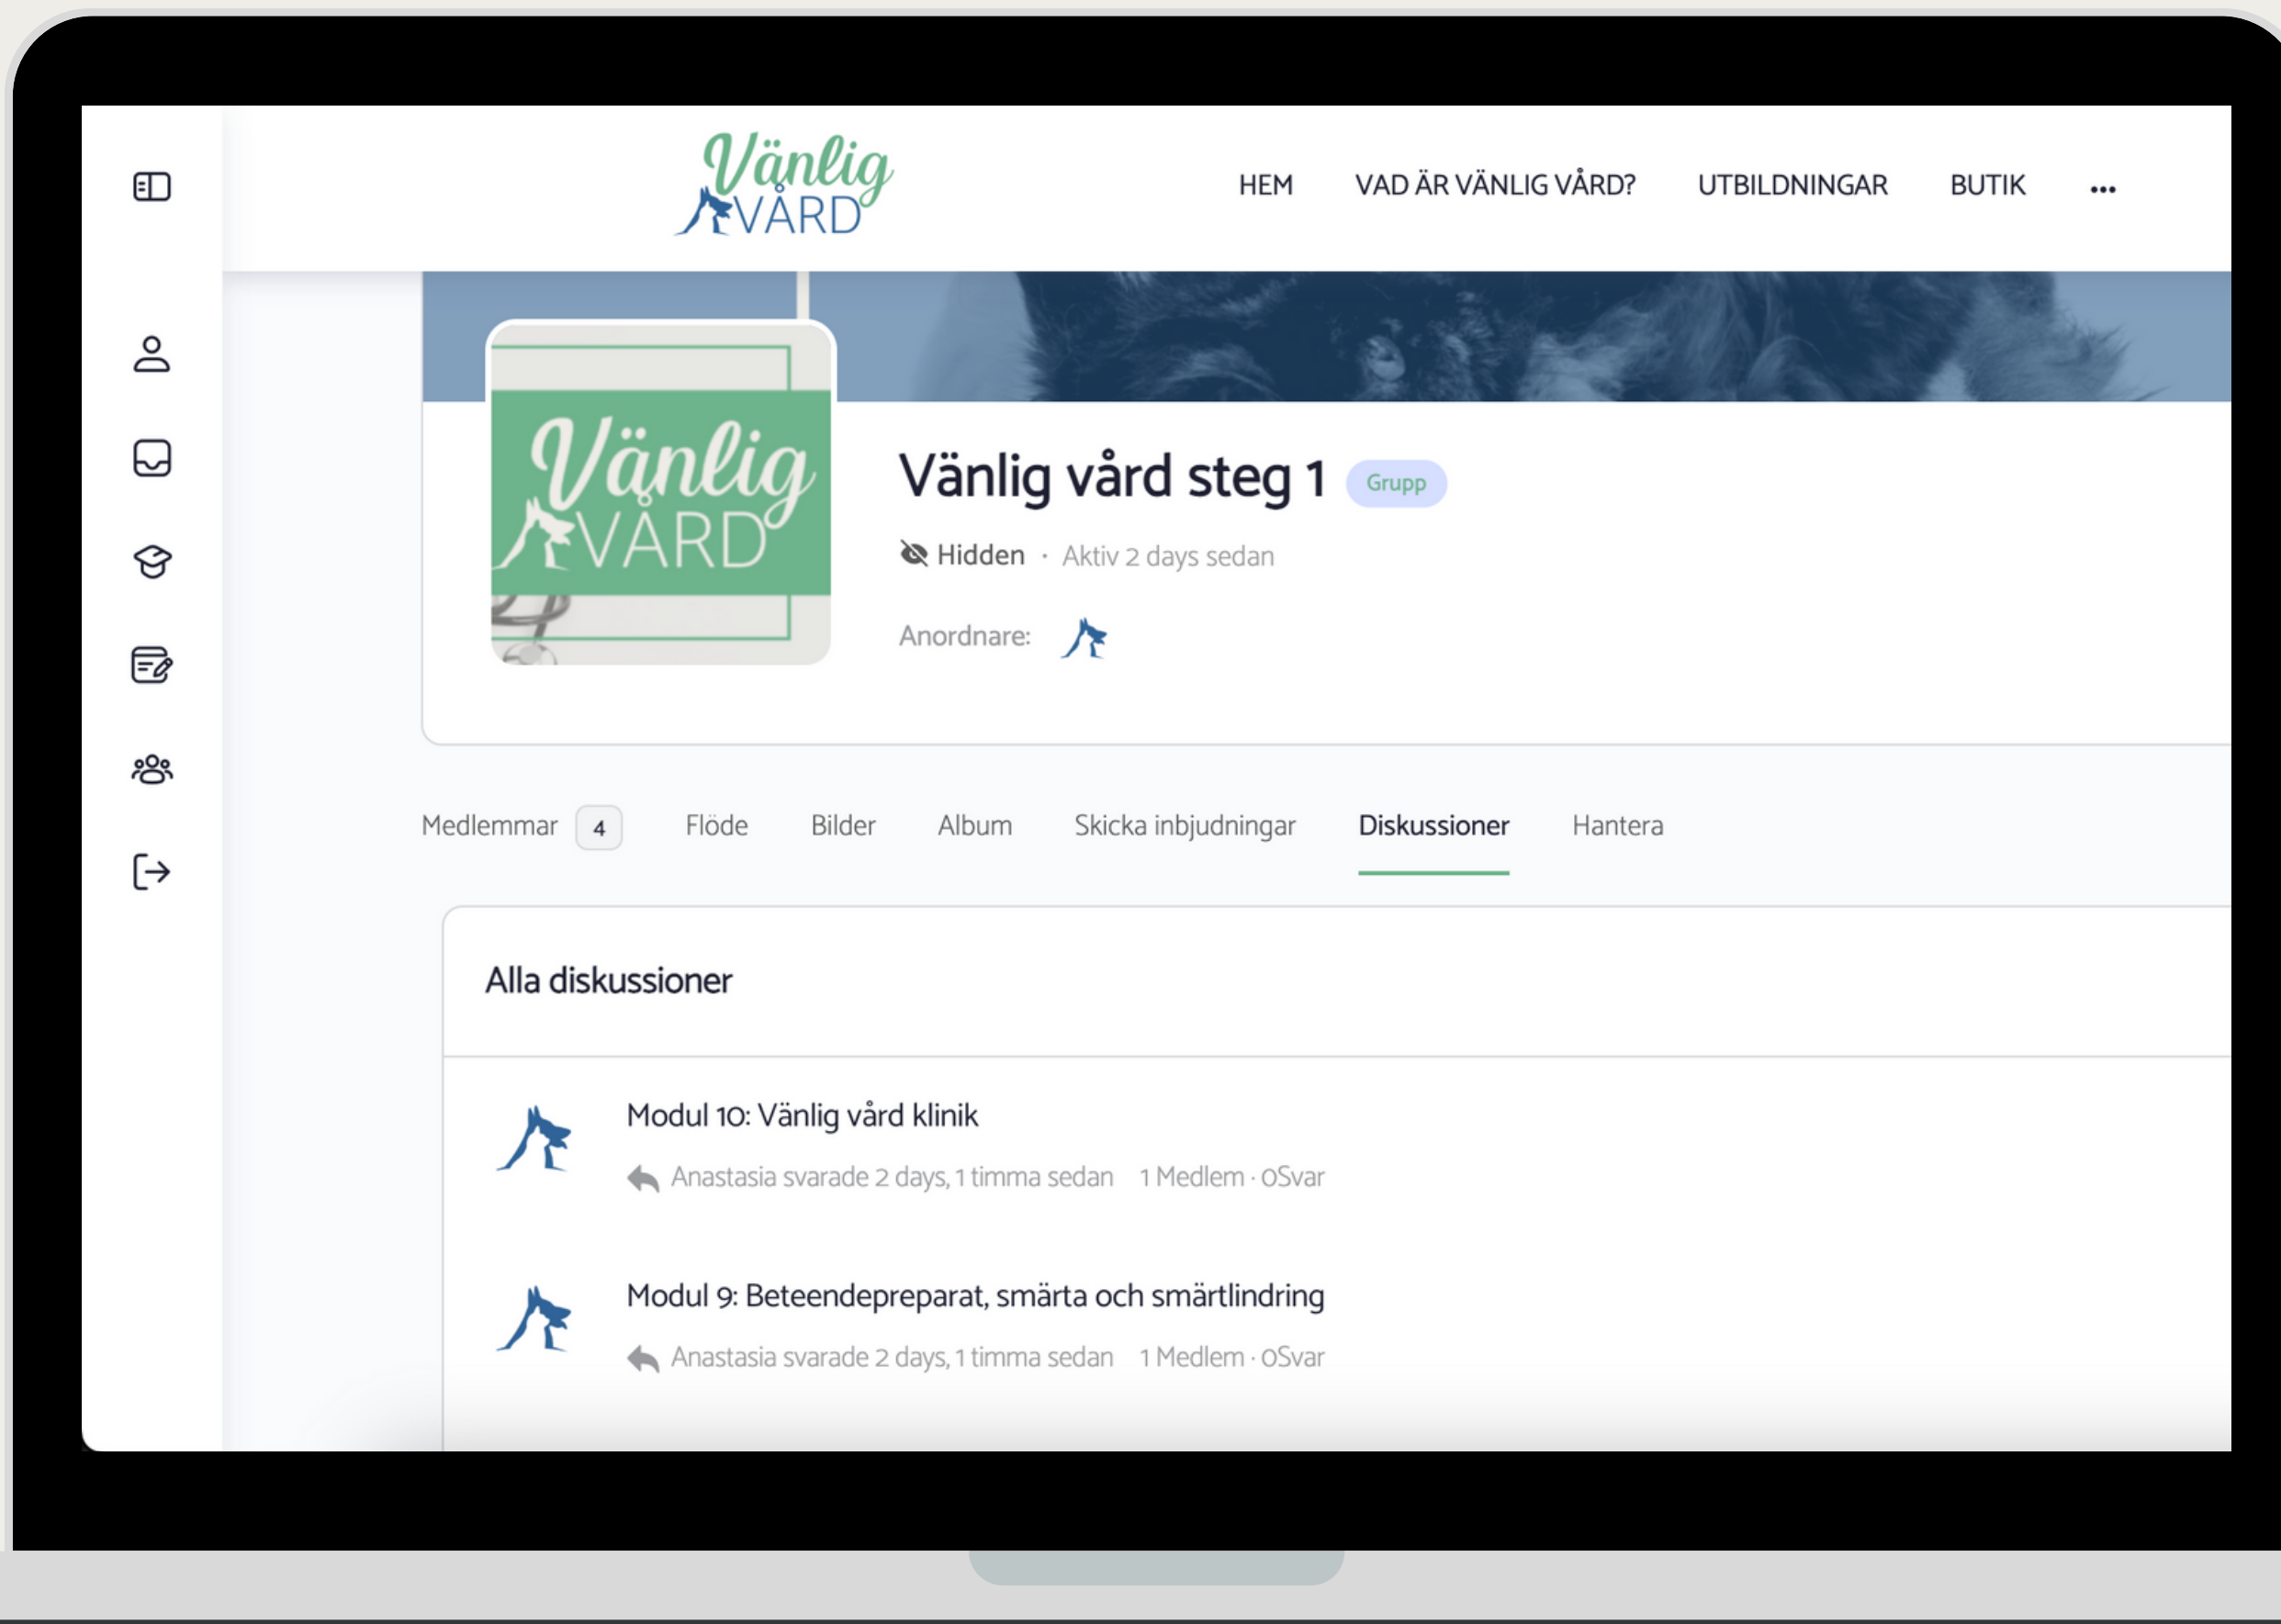 Vänlig
VÅRD
HEM VAD ÄR VÄNLIG VÅRD? UTBILDNINGAR BUTIK ...
Vänlig
VÅRD
Vänlig vård steg 1 Grupp
Hidden · Aktiv 2 days sedan
Anordnare:
Medlemmar 4 Flöde Bilder Album Skicka inbjudningar Diskussioner Hantera
Alla diskussioner
Modul 10: Vänlig vård klinik
Anastasia svarade 2 days, 1 timma sedan 1 Medlem · 0Svar
Modul 9: Beteendepreparat, smärta och smärtlindring
Anastasia svarade 2 days, 1 timma sedan 1 Medlem · 0Svar